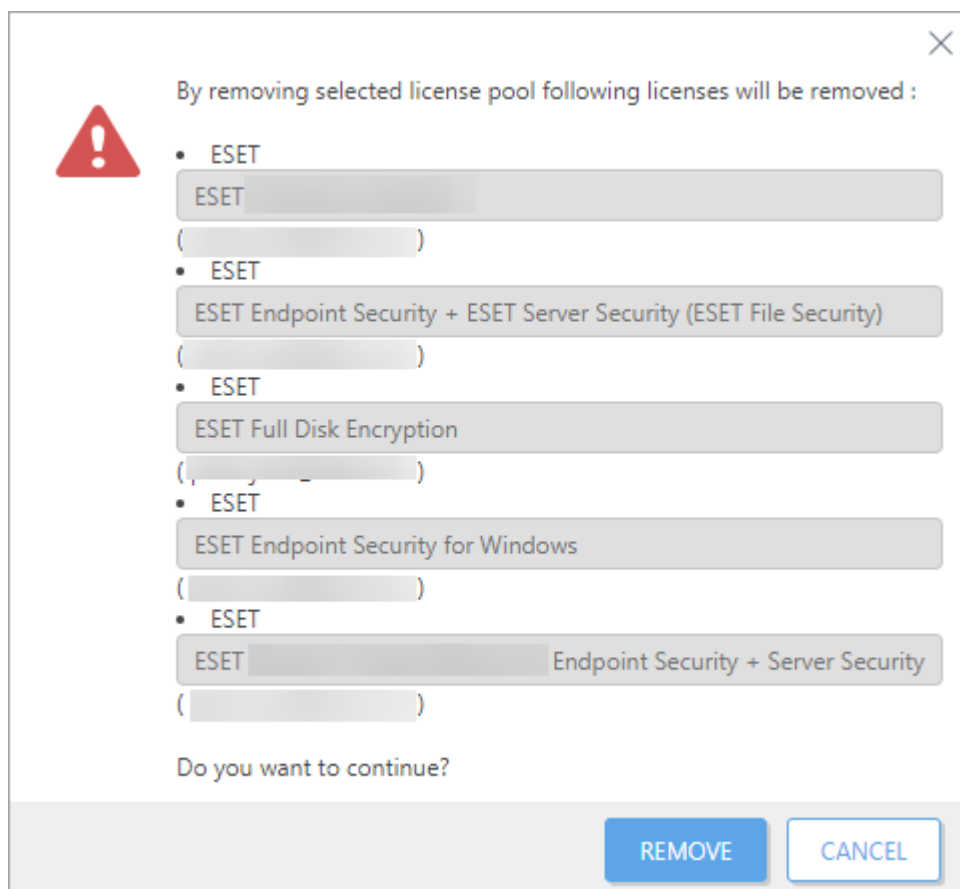 By removing selected license pool following licenses will be removed :
• ESET
ESET
( )
• ESET
ESET Endpoint Security + ESET Server Security (ESET File Security)
( )
• ESET
ESET Full Disk Encryption
( )
• ESET
ESET Endpoint Security for Windows
( )
• ESET
ESET Endpoint Security + Server Security
( )
Do you want to continue?
REMOVE CANCEL